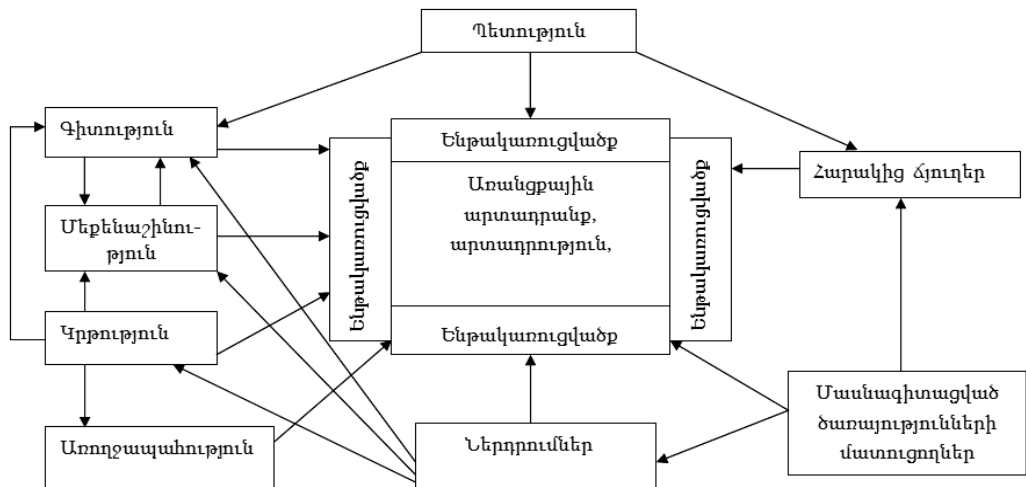 Պետություն
Գիտություն
Ենթակառուցվածք
Ենթակառուցվածք
Ենթակառուցվածք
Հարակից ճյուղեր
Առանցքային
արտադրանք,
արտադրություն,
Մեքենաշինու-
թյուն
Կրթություն
Ենթակառուցվածք
Առողջապահություն
Ներդրումներ
Մասնագիտացված
ծառայությունների
մատուցողներ